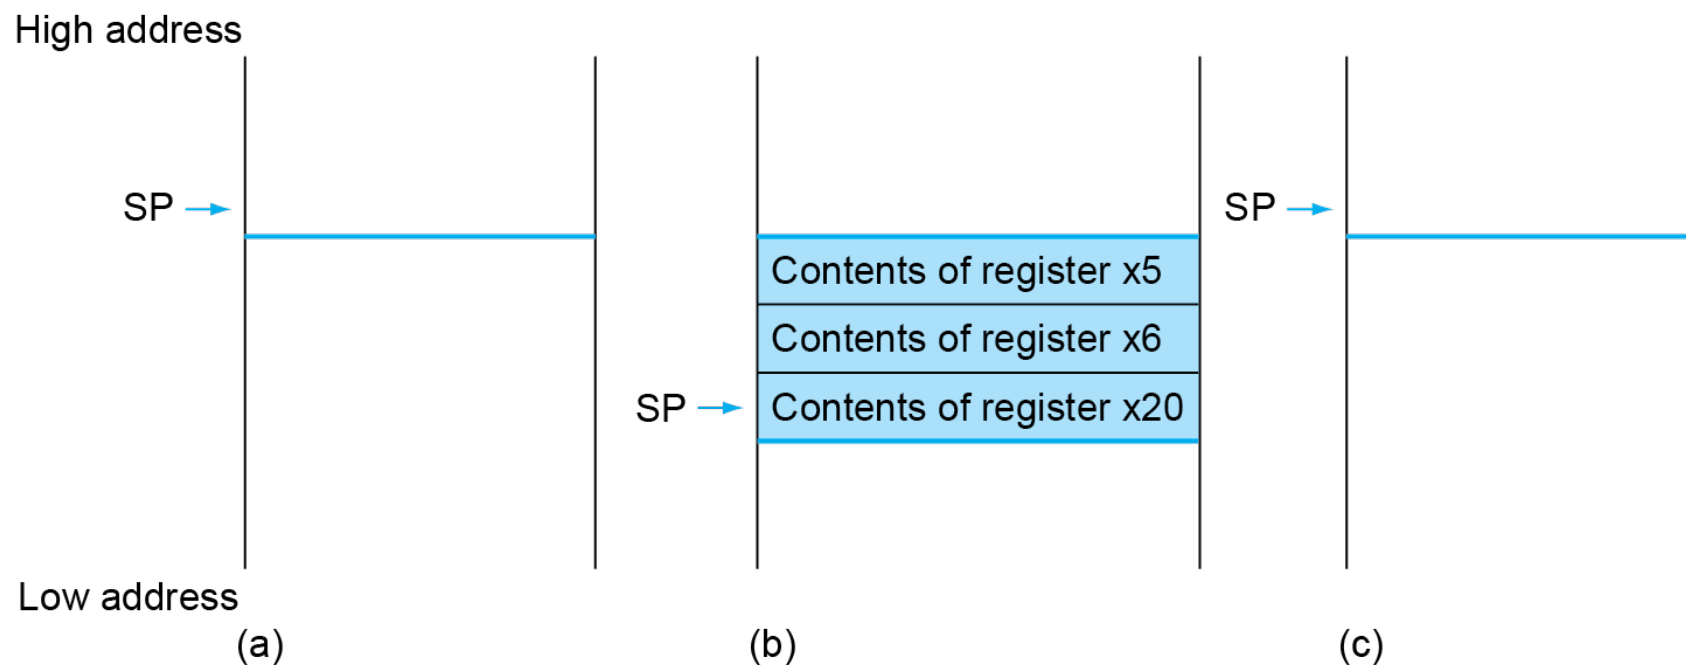 High address
SP
SP
Contents of register x5
Contents of register x6
SP
Contents of register x20
Low address
(a)
(b)
(c)